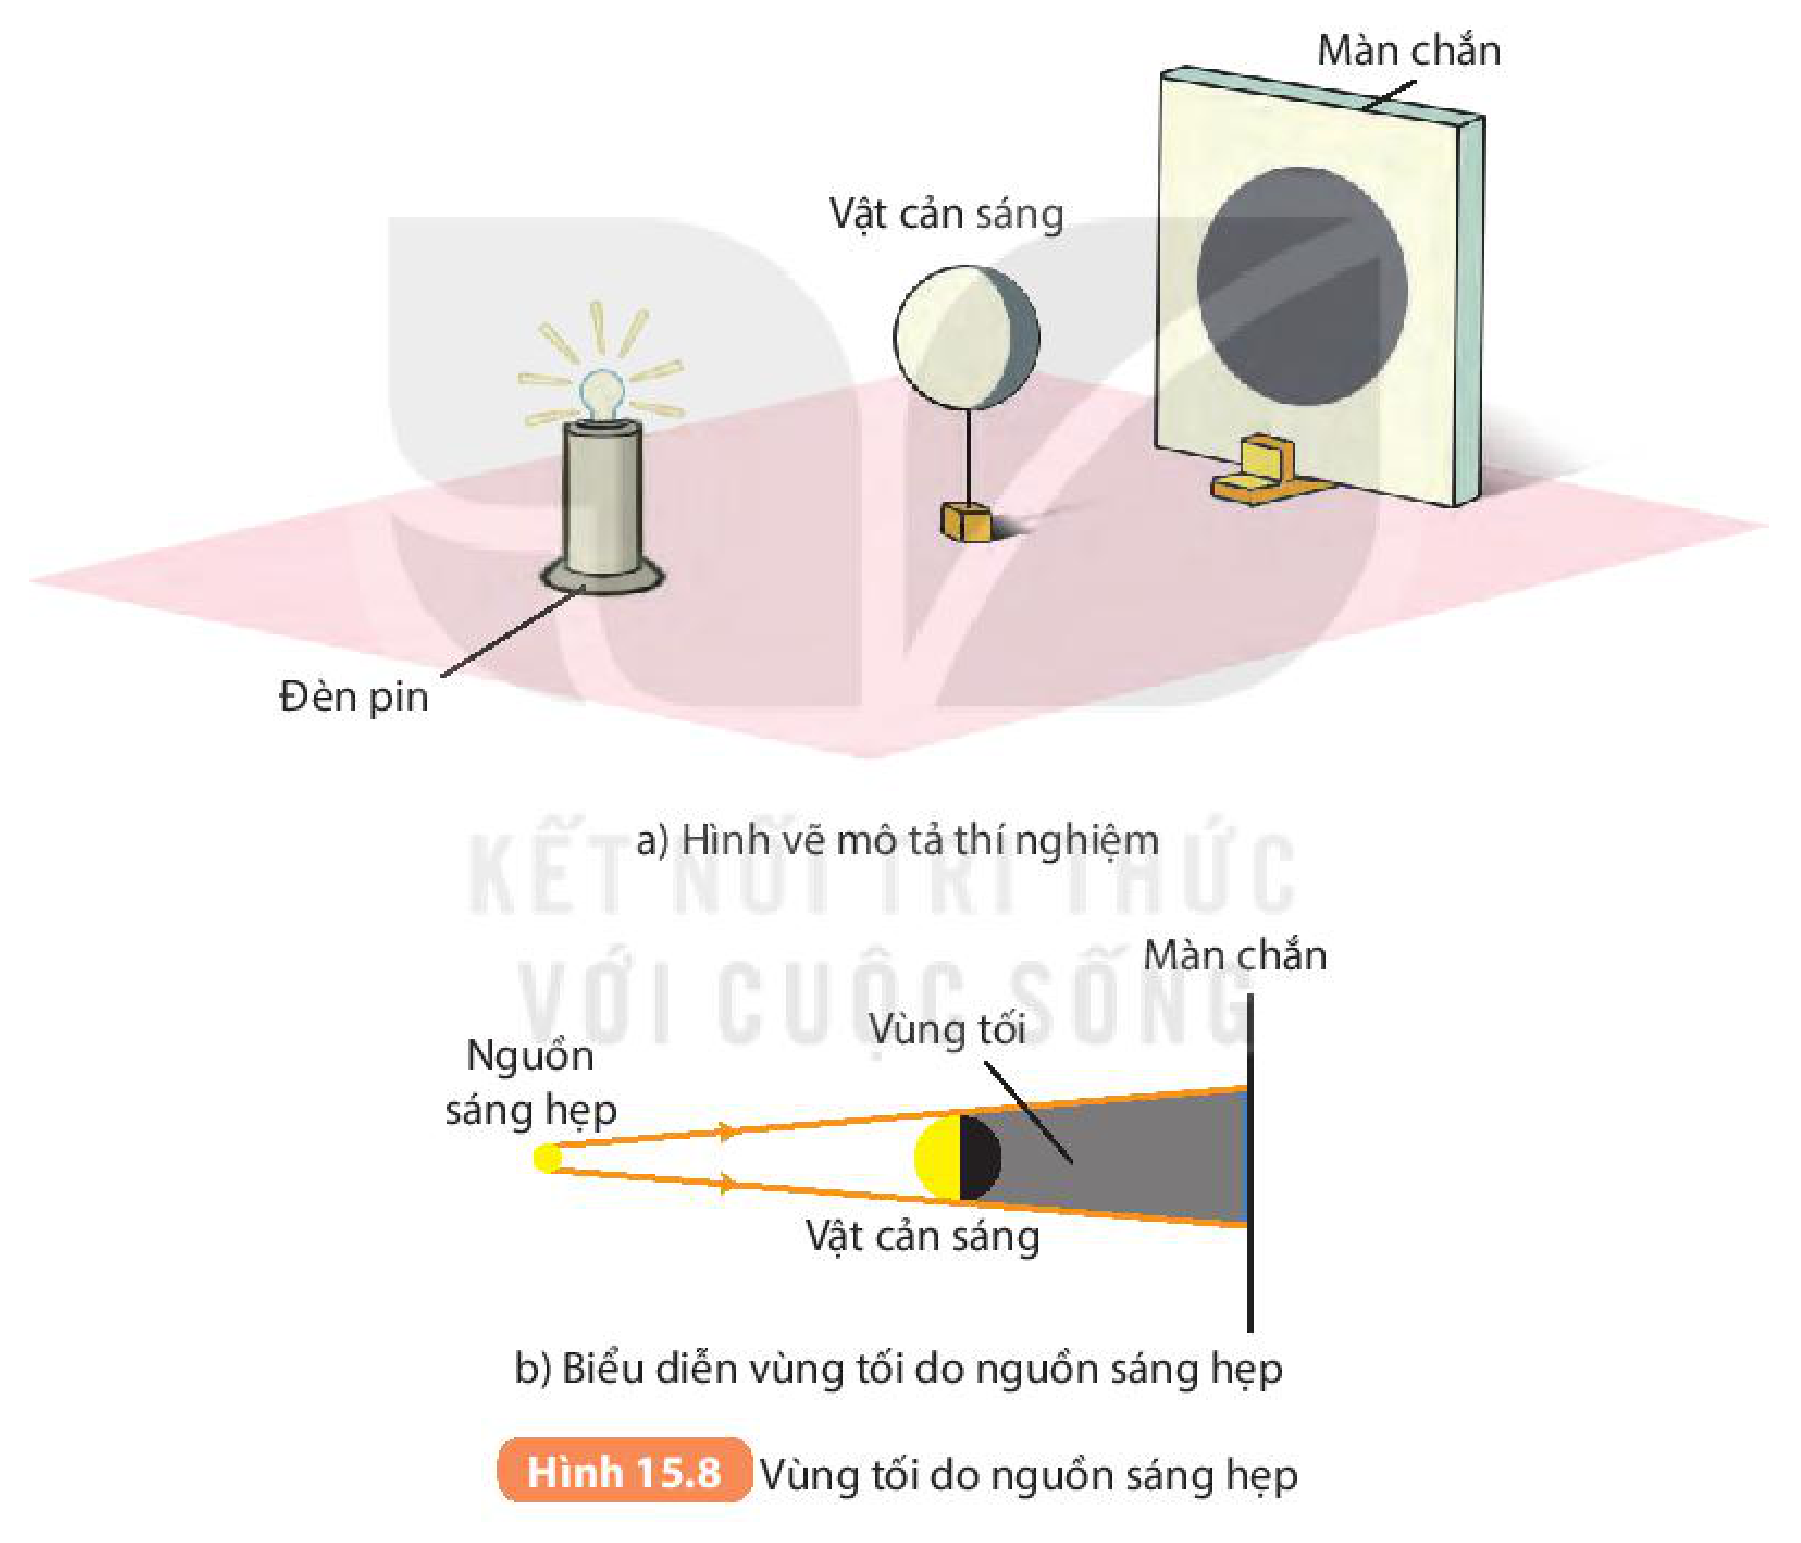 Màn chắn
Vật cản sáng
Đèn pin
a) Hình vẽ mô tả thí nghiệm
KẾT NỐI TRI THỨC
VỚI CUỘC SỐNG
Màn chắn
Vùng tối
Nguồn
sáng hẹp
Vật cản sáng
b) Biểu diễn vùng tối do nguồn sáng hẹp
Hình 15.8 Vùng tối do nguồn sáng hẹp